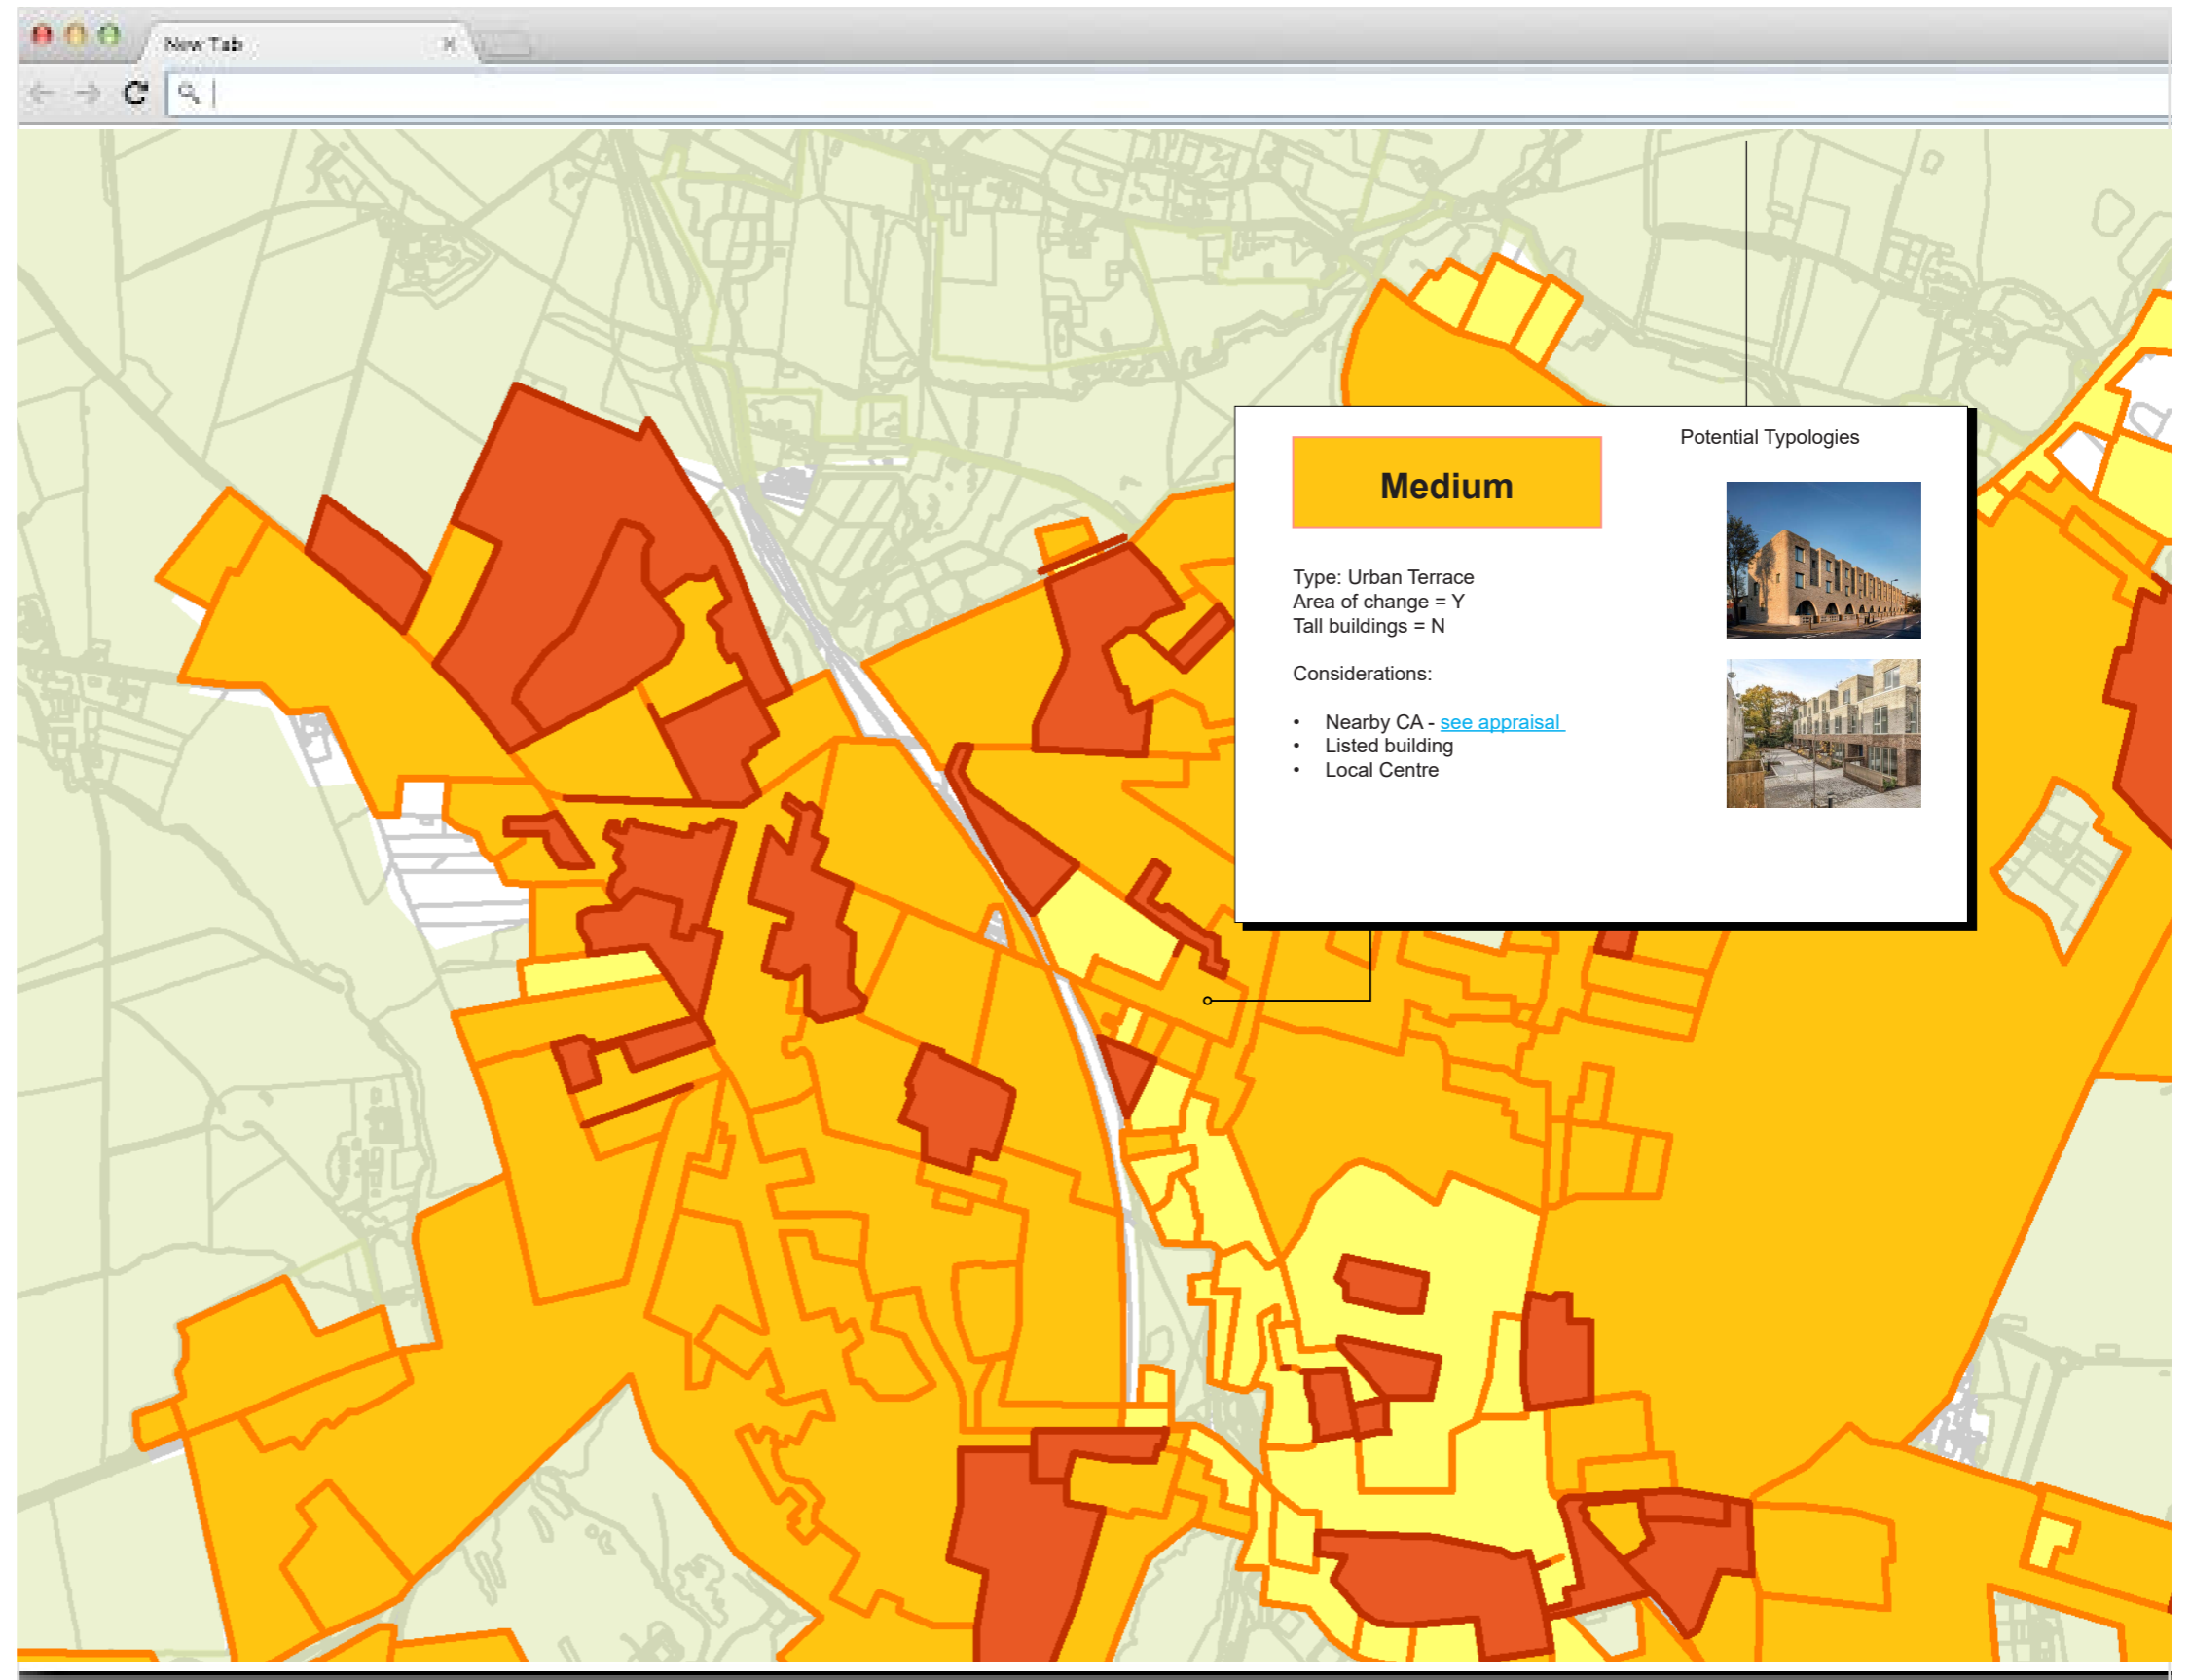 New Tab
Medium
Potential Typologies
Type: Urban Terrace
Area of change = Y
Tall buildings = N
Considerations:
• Nearby CA - see appraisal
• Listed building
• Local Centre